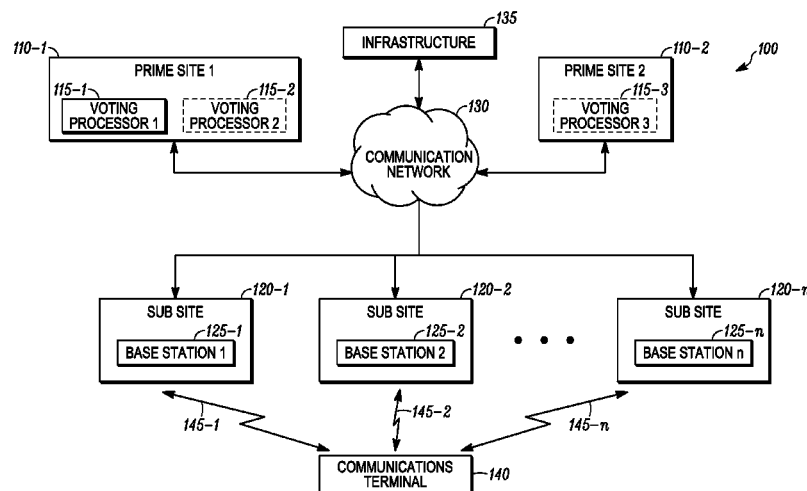 135
110-1
INFRASTRUCTURE
110-2
100
PRIME SITE 1
PRIME SITE 2
115-1
115-2
115-3
130
VOTING
PROCESSOR 1
VOTING
PROCESSOR 2
VOTING
PROCESSOR 3
COMMUNICATION
NETWORK
120-1
120-2
120-n
SUB SITE
SUB SITE
SUB SITE
125-1
125-2
125-n
BASE STATION 1
BASE STATION 2
BASE STATION n
145-1
145-2
145-n
COMMUNICATIONS
TERMINAL
140